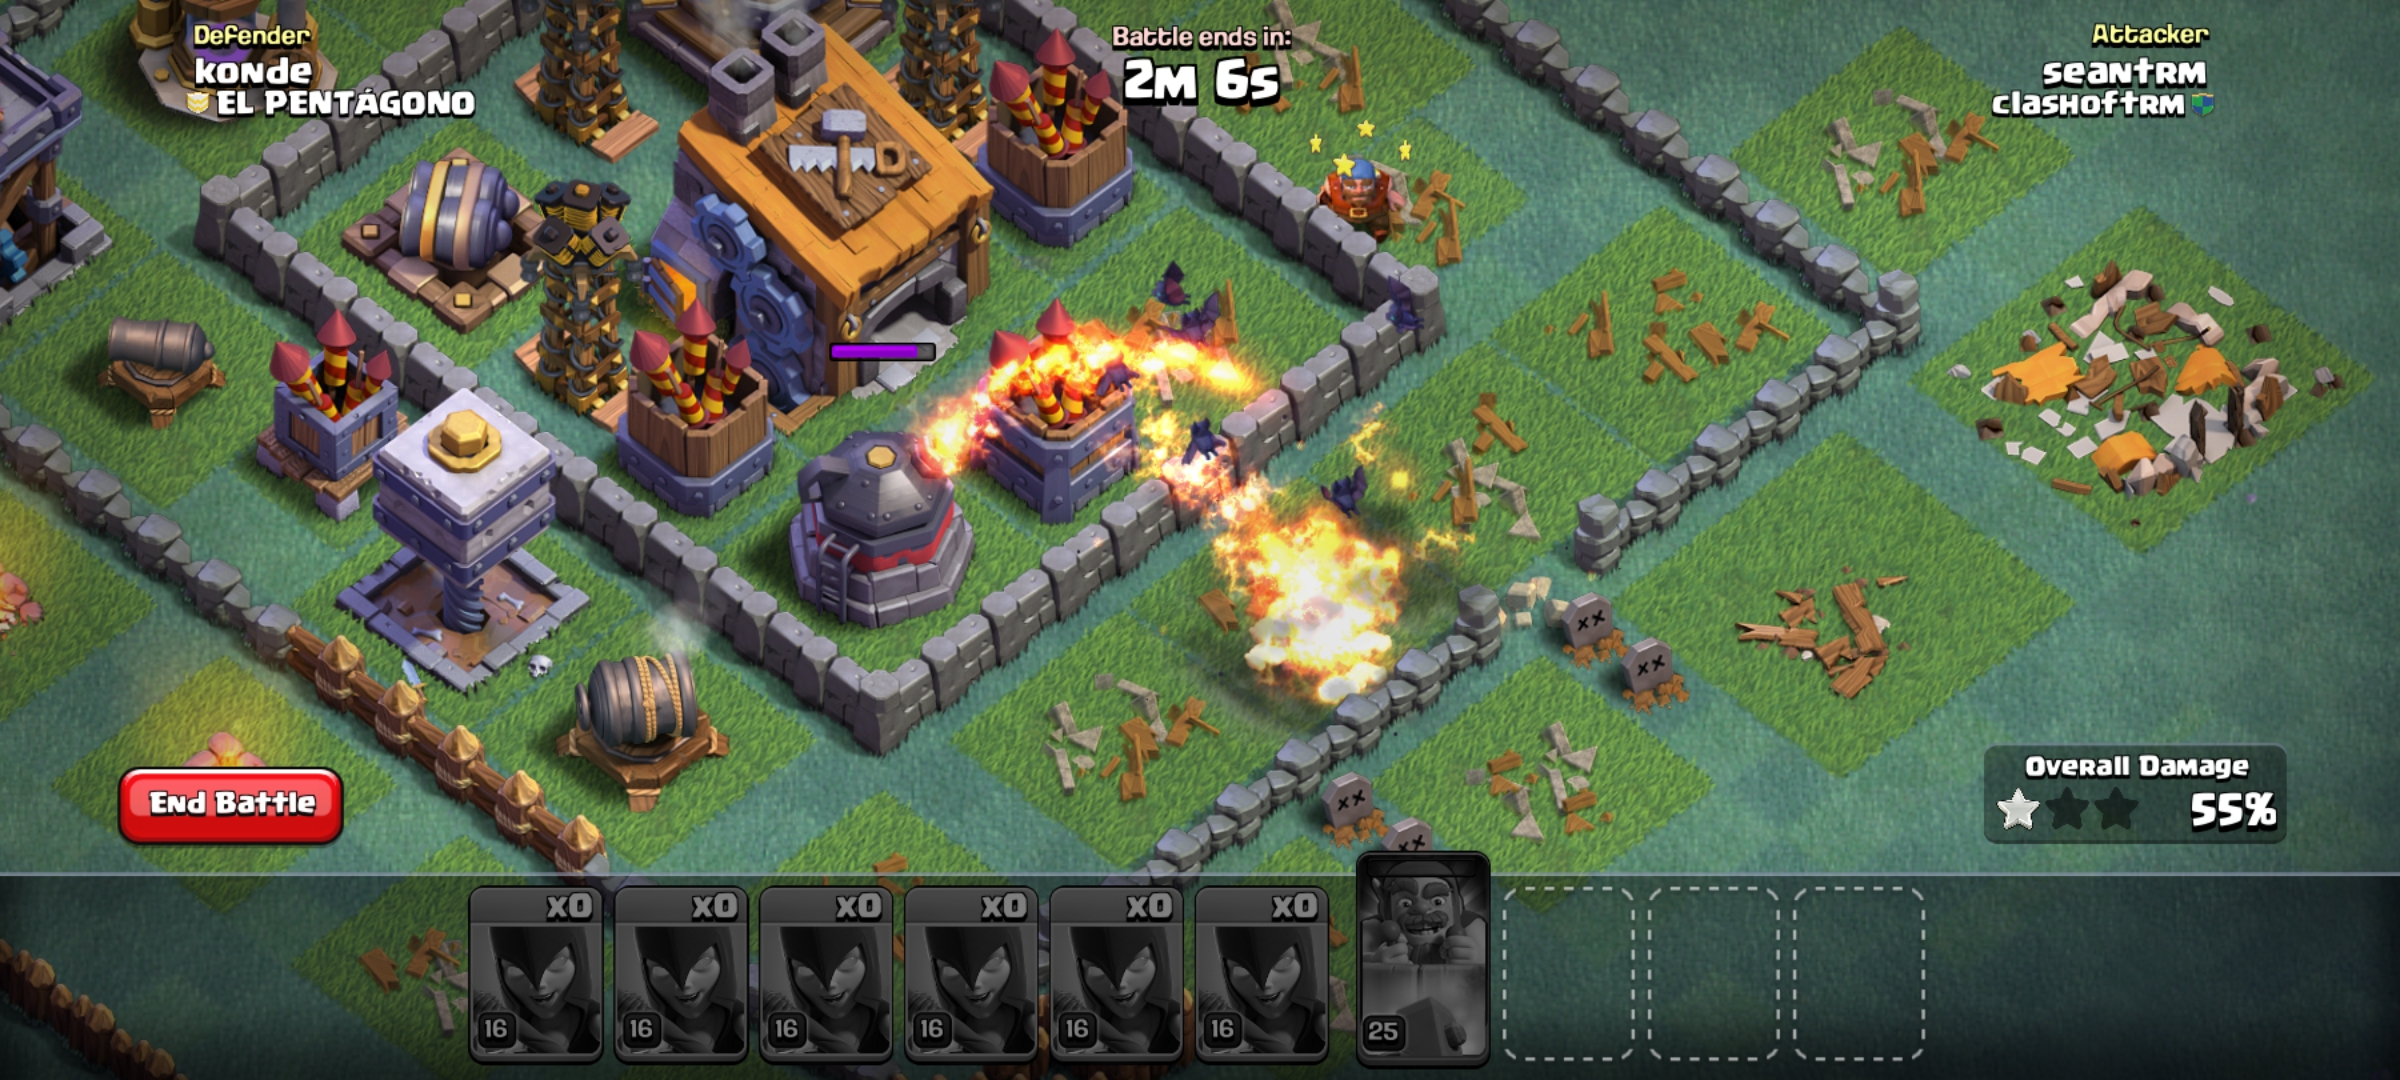 Defender
konde
EL PENTÁGONO
Battle ends in:
2M 6s
Attacker
seantRM
clashoftRM
End Battle
Overall Damage
55%
x0 x0 x0 x0 x0 x0
16 16 16 16 16 16 25